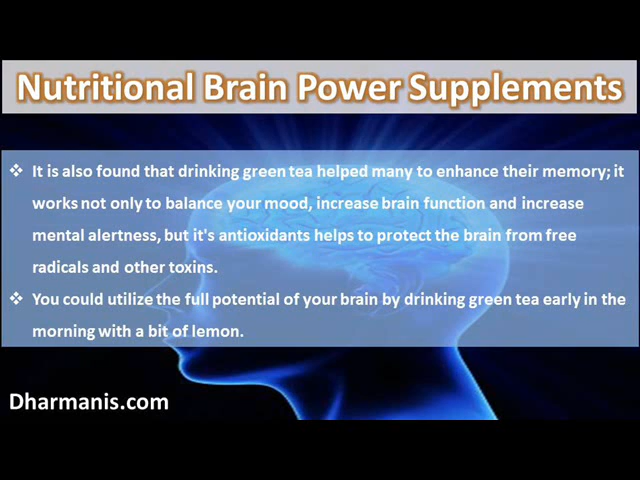 Nutritional Brain Power Supplements
❖ It is also found that drinking green tea helped many to enhance their memory; it
works not only to balance your mood, increase brain function and increase
mental alertness, but it's antioxidants helps to protect the brain from free
radicals and other toxins.
❖ You could utilize the full potential of your brain by drinking green tea early in the
morning with a bit of lemon.
Dharmanis.com